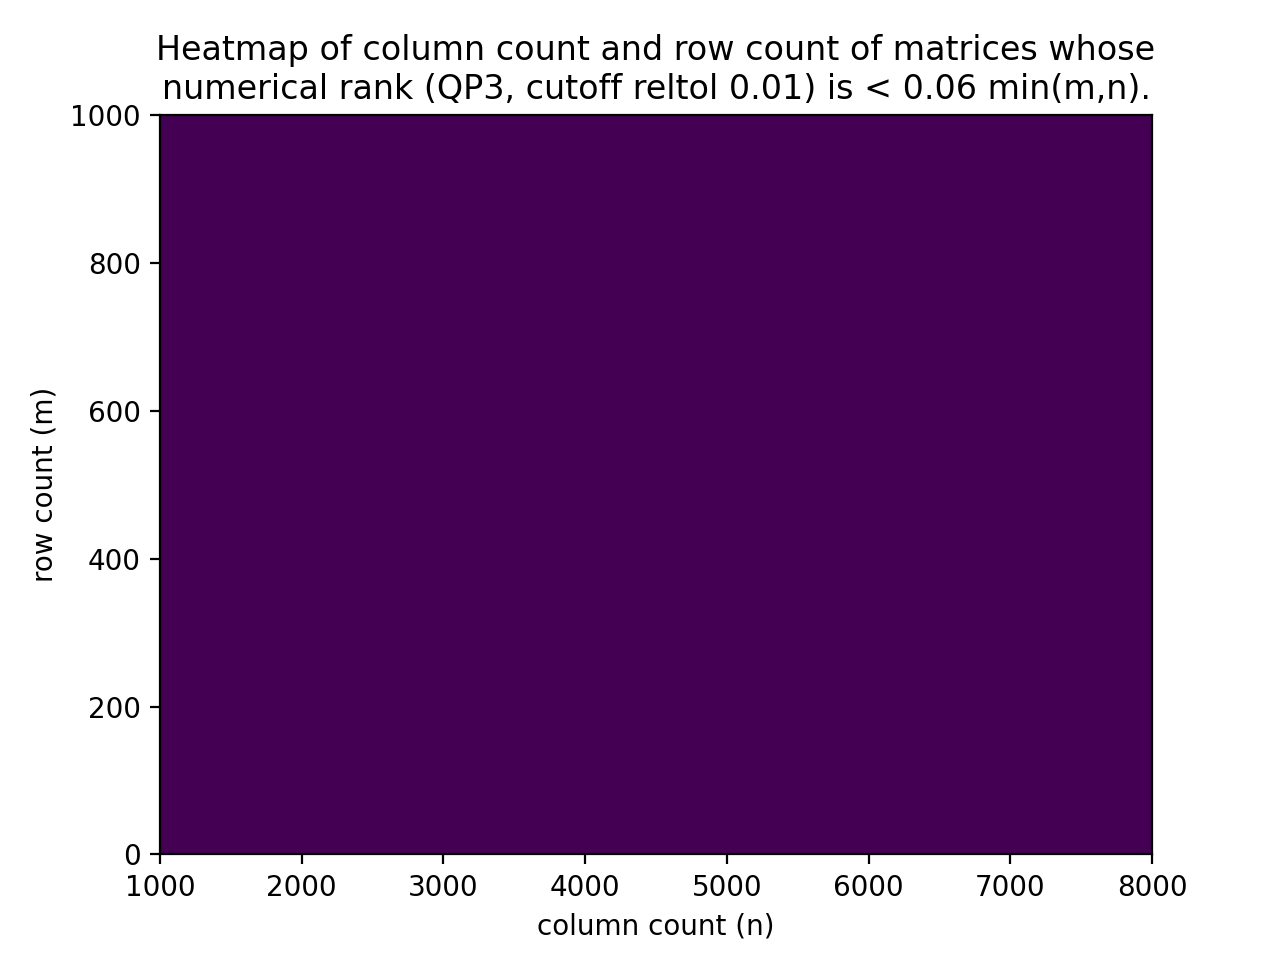 Heatmap of column count and row count of matrices whose
numerical rank (QP3, cutoff reltol 0.01) is < 0.06 min(m,n).
1000
800
600
400
200
0
row count (m)
1000 2000 3000 4000 5000 6000 7000 8000
column count (n)